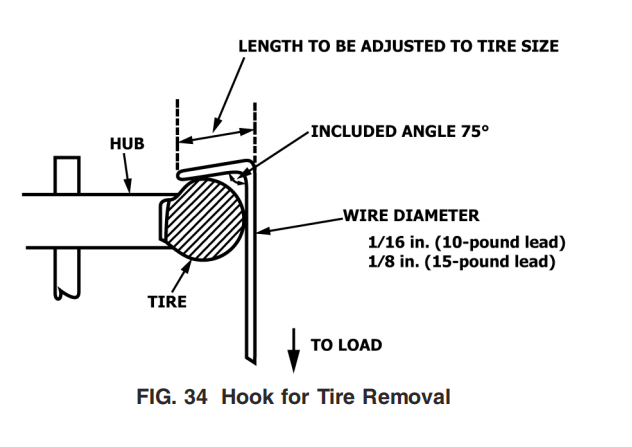 LENGTH TO BE ADJUSTED TO TIRE SIZE
HUB
INCLUDED ANGLE 75°
WIRE DIAMETER
1/16 in. (10-pound lead)
1/8 in. (15-pound lead)
TIRE
TO LOAD
FIG. 34 Hook for Tire Removal